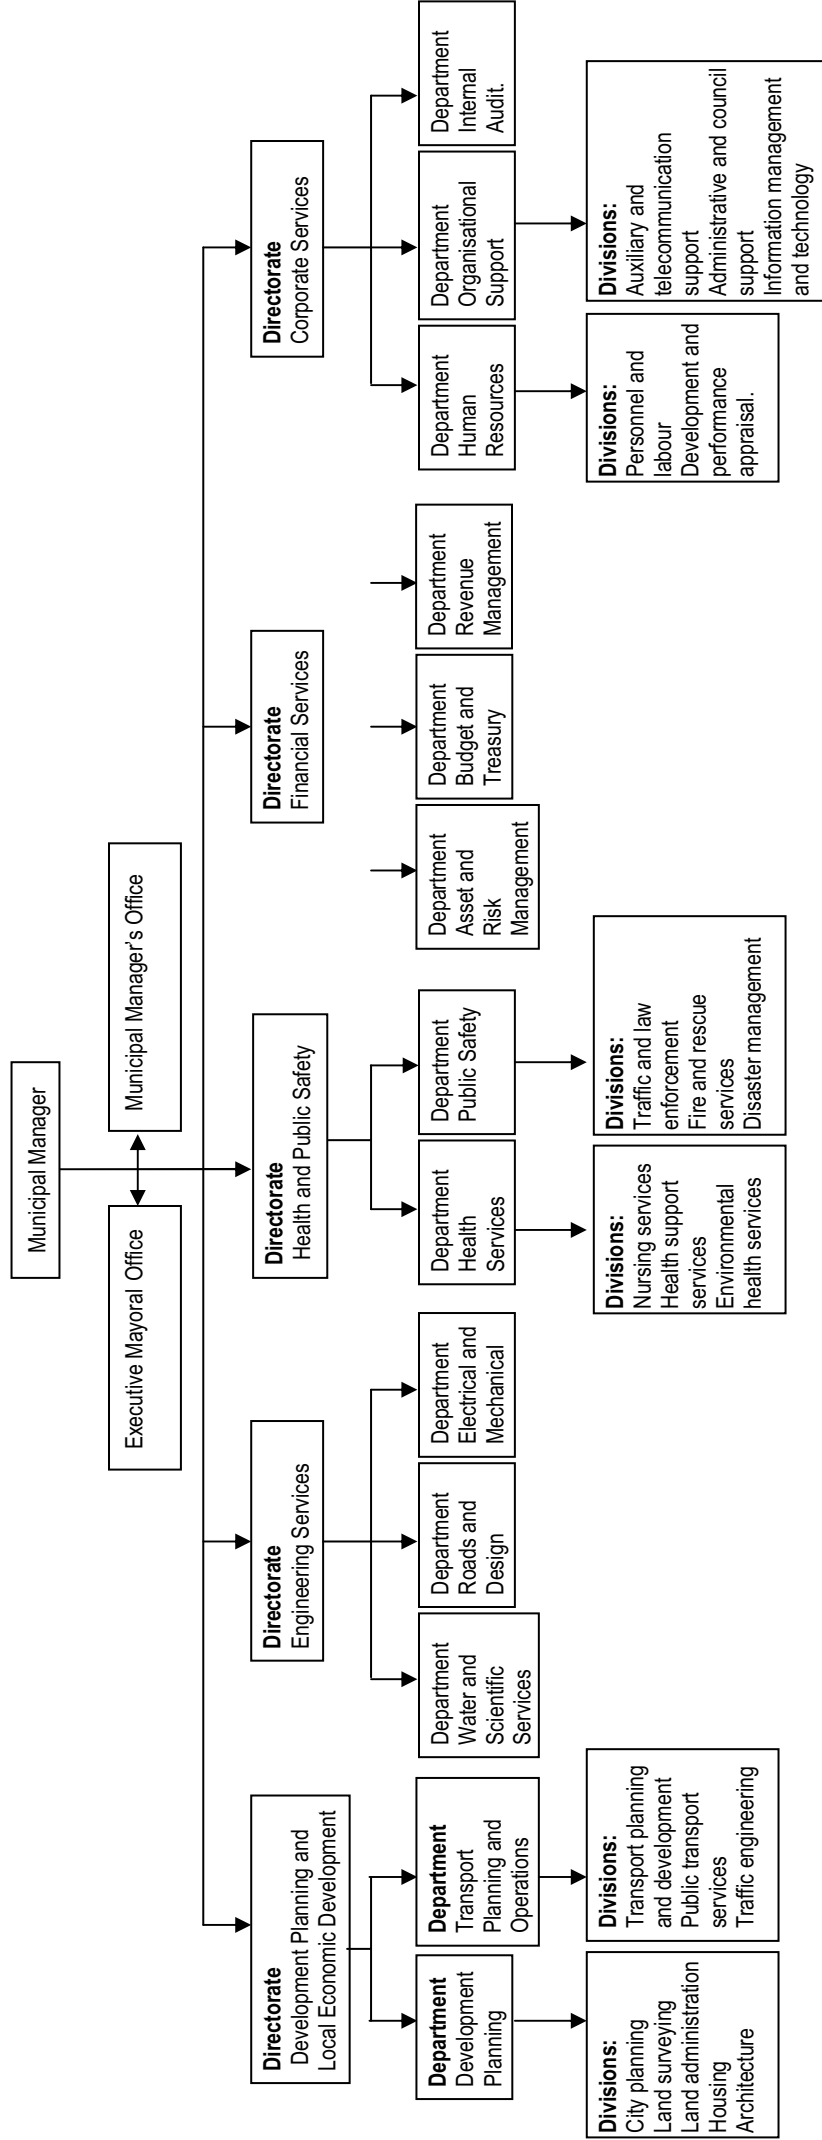 Municipal Manager
Executive Mayoral Office
Municipal Manager's Office
Directorate
Development Planning and
Local Economic Development
Directorate
Engineering Services
Directorate
Health and Public Safety
Directorate
Financial Services
Directorate
Corporate Services
Department
Development
Planning
Department
Transport
Planning and
Operations
Department
Water and
Scientific
Services
Department
Roads and
Design
Department
Electrical and
Mechanical
Department
Health
Services
Department
Public Safety
Department
Asset and
Risk
Management
Department
Budget and
Treasury
Department
Revenue
Management
Department
Human
Resources
Department
Organisational
Support
Department
Internal
Audit.
Divisions:
City planning
Land surveying
Land administration
Housing
Architecture
Divisions:
Transport planning
and development
Public transport
services
Traffic engineering
Divisions:
Nursing services
Health support
services
Environmental
health services
Divisions:
Traffic and law
enforcement
Fire and rescue
services
Disaster management
Divisions:
Personnel and
labour
Development and
performance
appraisal.
Divisions:
Auxiliary and
telecommunication
support
Administrative and council
support
Information management
and technology